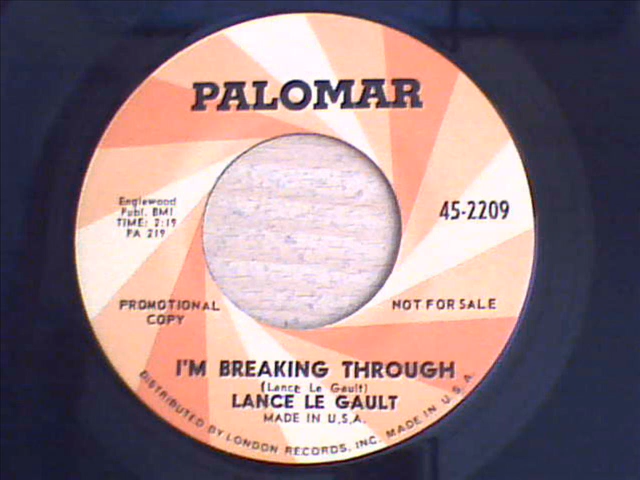 PALOMAR
Englewood
Publ. BMI
TIME: 2:19
PA 219
45-2209
PROMOTIONAL
COPY
NOT FOR SALE
I'M BREAKING THROUGH
(Lance Le Gault)
LANCE LE GAULT
MADE IN U.S.A.
DISTRIBUTED BY LONDON RECORDS, INC. MADE IN U.S.A.